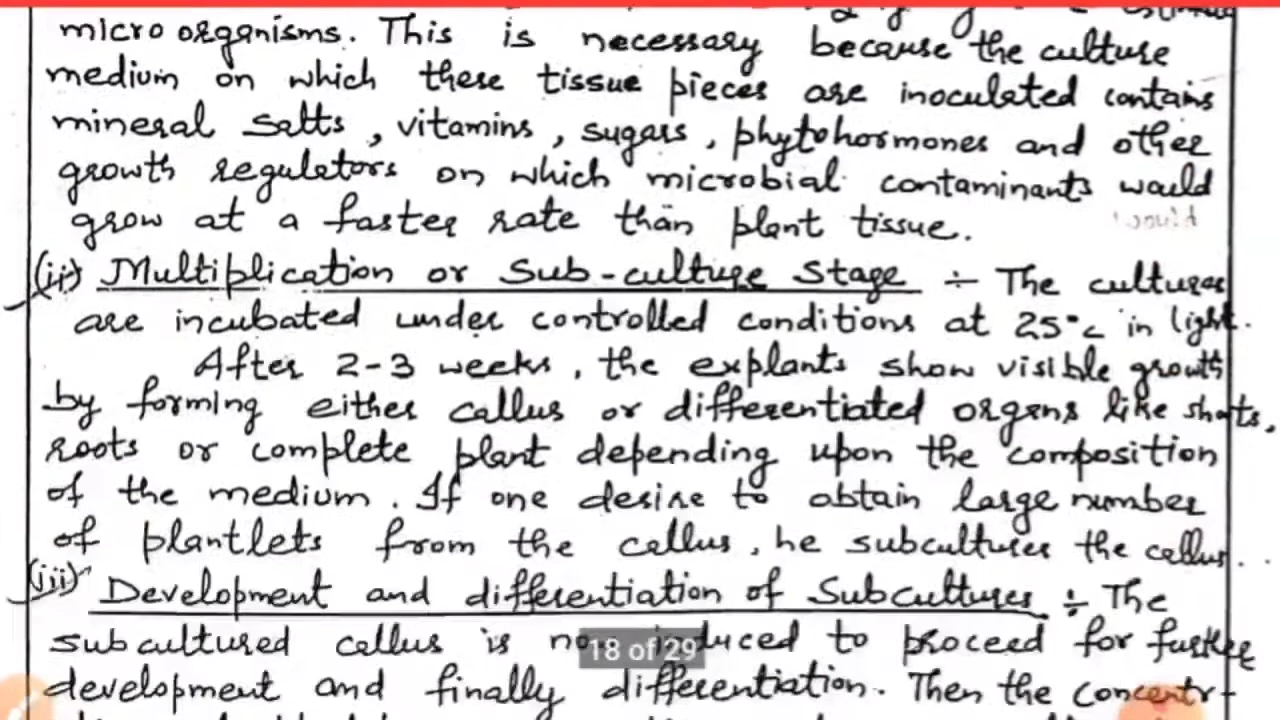 micro organisms. This is necessary because the culture
medium on which these tissue pieces are inoculated contains
mineral salts, vitamins, sugars, phytohormones and other
growth regulators on which microbial contaminants would
grow at a faster rate than plant tissue.
would
(ii) Multiplication or Sub-culture Stage ÷ The cultures
are incubated under controlled conditions at 25°c in light.
After 2-3 weeks, the explants show visible growth
by forming either callus or differentiated organs like shoots,
roots or complete plant depending upon the composition
of the medium. If one desire to obtain large number
of plantlets from the callus, he subcultures the callus.
(iii) Development and differentiation of Subcultures ÷ The
subcultured callus is induced to proceed for further
18 of 29
development and finally differentiation. Then the concentr-